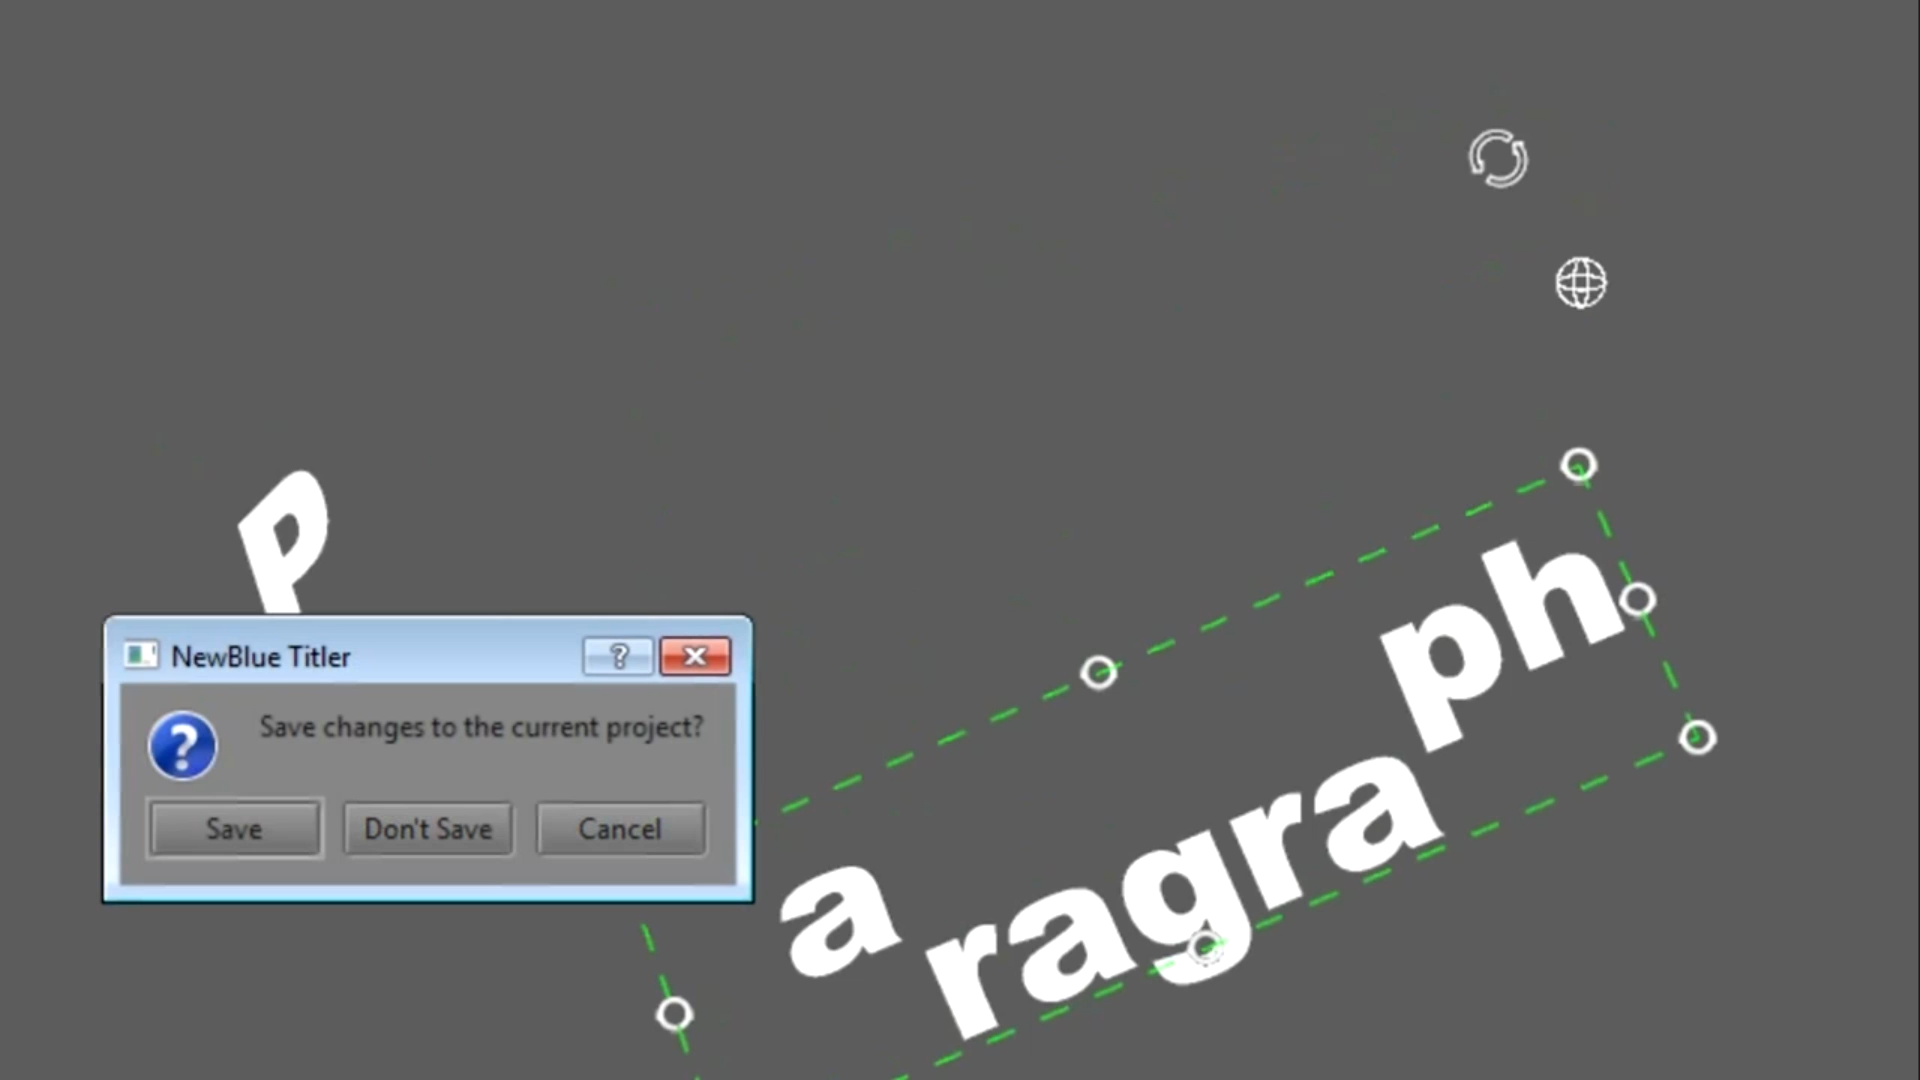 P
a
ragra
ph
NewBlue Titler
Save changes to the current project?
Save Don't Save Cancel